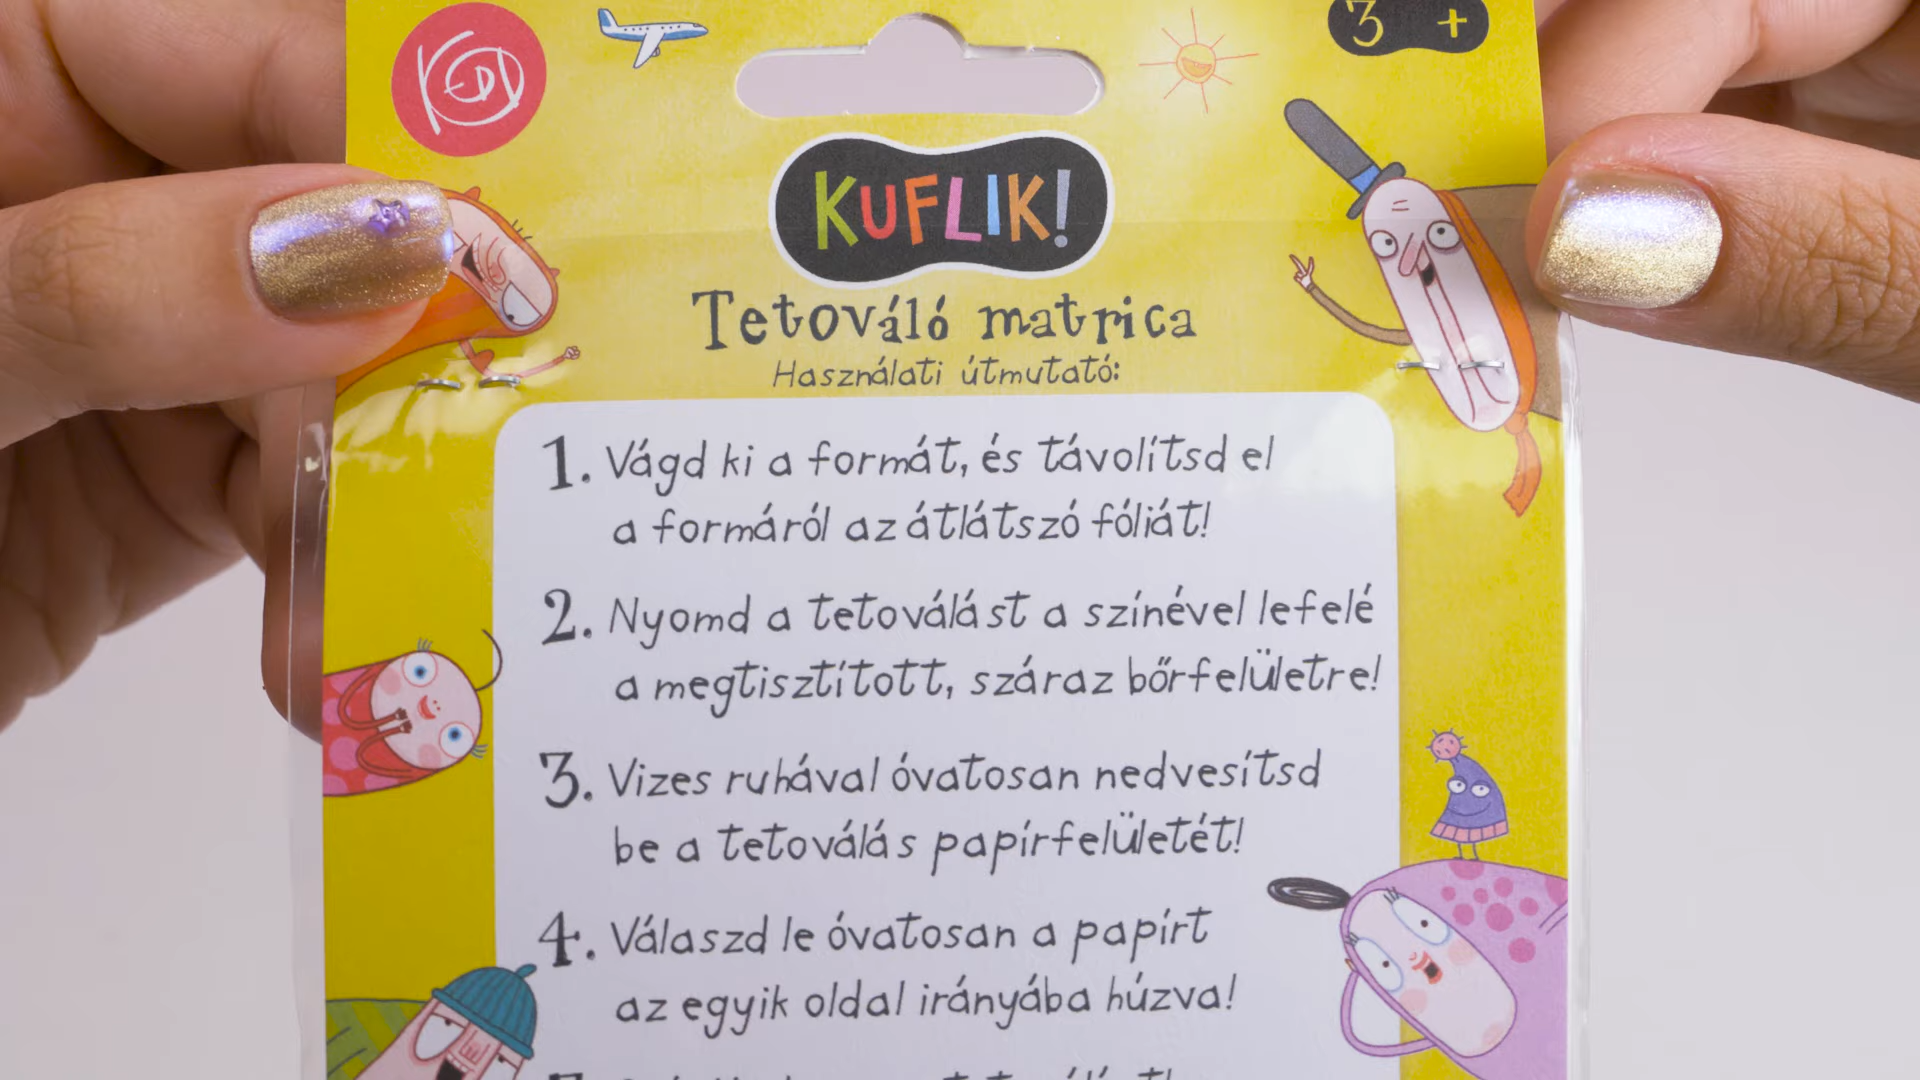 KEDD
3 +
KUFLIK!
Tetováló matrica
Használati útmutató:
1. Vágd ki a formát, és távolítsd el
a formáról az átlátszó fóliát!
2. Nyomd a tetoválást a színével lefelé
a megtisztított, száraz bőrfelületre!
3. Vizes ruhával óvatosan nedvesítsd
be a tetoválás papírfelületét!
4. Válaszd le óvatosan a papírt
az egyik oldal irányába húzva!